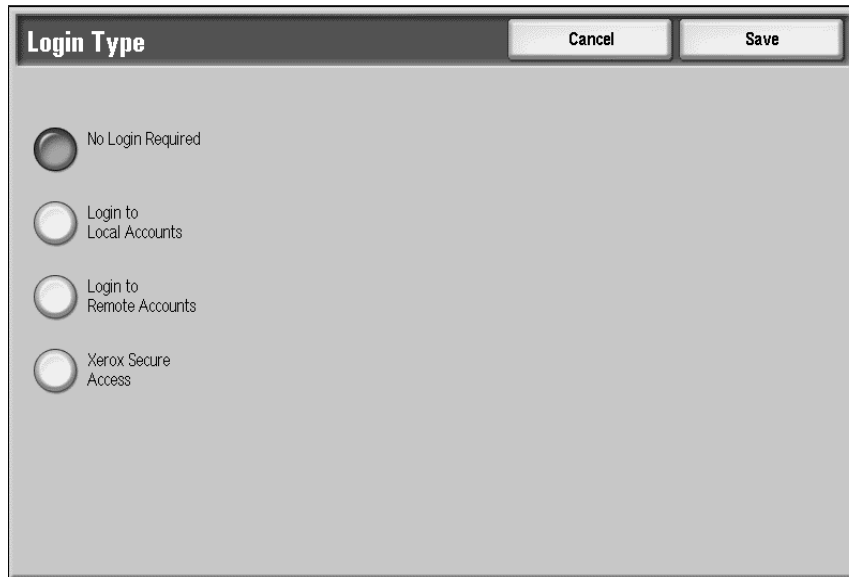 Login Type
Cancel
Save
No Login Required
Login to
Local Accounts
Login to
Remote Accounts
Xerox Secure
Access